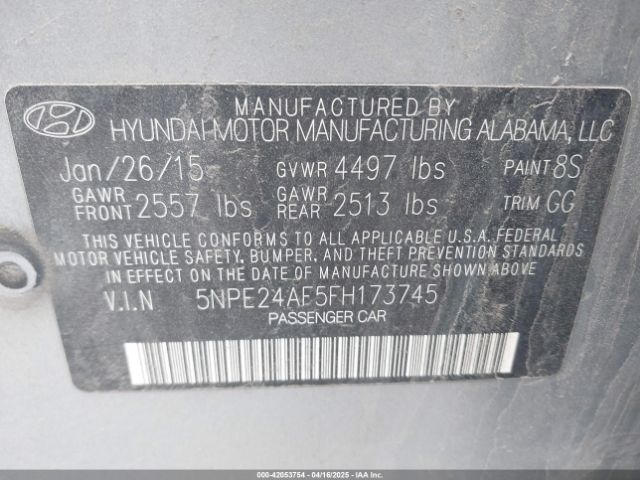 MANUFACTURED BY
HYUNDAI MOTOR MANUFACTURING ALABAMA, LLC
Jan/26/15 GVWR 4497 lbs PAINT 8S
GAWR FRONT 2557 lbs GAWR REAR 2513 lbs TRIM GG
THIS VEHICLE CONFORMS TO ALL APPLICABLE U.S.A. FEDERAL
MOTOR VEHICLE SAFETY, BUMPER, AND THEFT PREVENTION STANDARDS
IN EFFECT ON THE DATE OF MANUFACTURE SHOWN ABOVE
V.I.N 5NPE24AF5FH173745
PASSENGER CAR
000-42053754 - 04/16/2025 - IAAI.COM